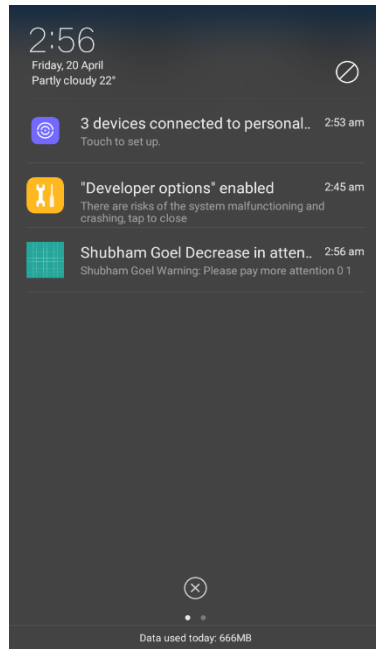 2:56
Friday, 20 April
Partly cloudy 22°
3 devices connected to personal.. 2:53 am
Touch to set up.
"Developer options" enabled 2:45 am
There are risks of the system malfunctioning and
crashing, tap to close
Shubham Goel Decrease in atten.. 2:56 am
Shubham Goel Warning: Please pay more attention 0 1
Data used today: 666MB